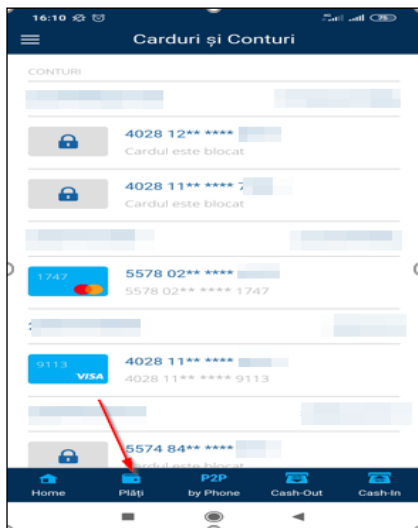 16:10
75
Carduri și Conturi
CONTURI
4028 12** ****
Cardul este blocat
4028 11** **** 7
Cardul este blocat
1747
5578 02** ****
5578 02** **** 1747
9113
VISA
4028 11** ****
4028 11** **** 9113
5574 84** ****
Cardul este blocat
Home
Plăți
P2P
by Phone
Cash-Out
Cash-In